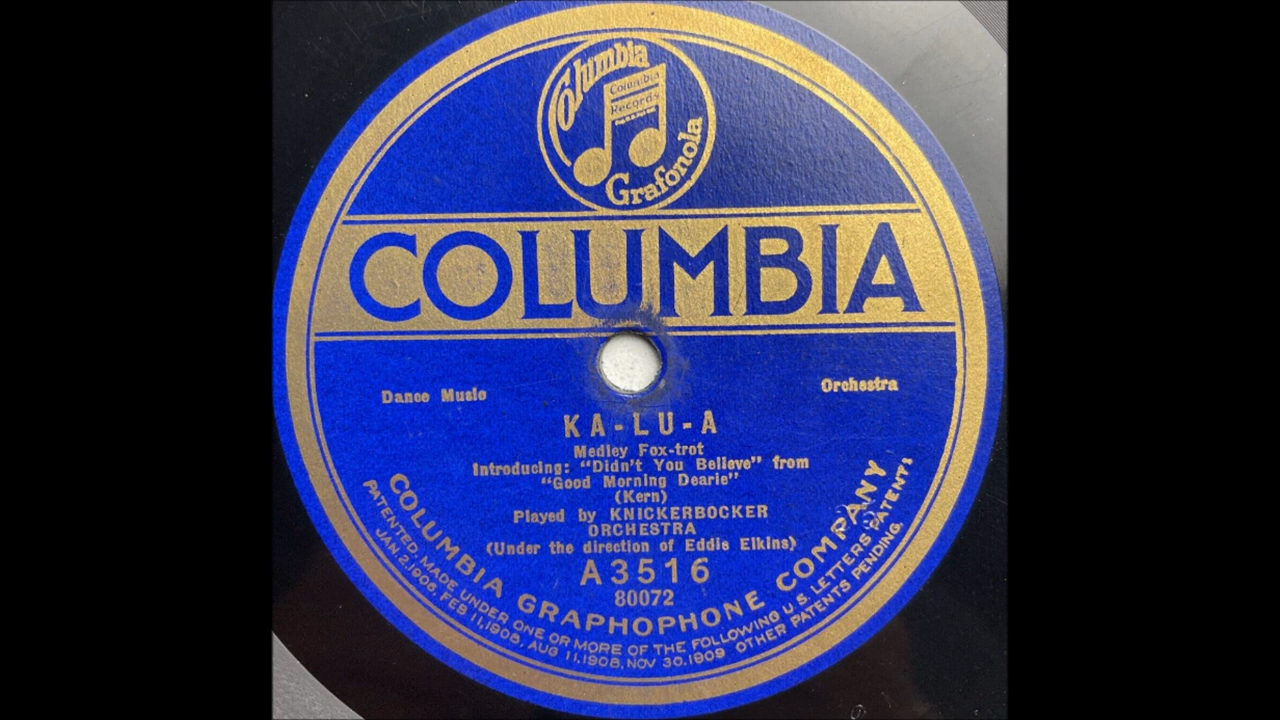 Columbia
Columbia
Records
Grafonola
COLUMBIA
Dance Music
Orchestra
KA-LU-A
Medley Fox-trot
Introducing: "Didn't You Believe" from
"Good Morning Dearie"
(Kern)
Played by KNICKERBOCKER
ORCHESTRA
(Under the direction of Eddie Elkins)
A3516
80072
COLUMBIA GRAPHOPHONE COMPANY
PATENTED, MADE UNDER ONE OR MORE OF THE FOLLOWING U.S. LETTERS PATENT:
JAN. 2, 1906, FEB 11, 1908, AUG 11, 1908, NOV 30, 1909 OTHER PATENTS PENDING.